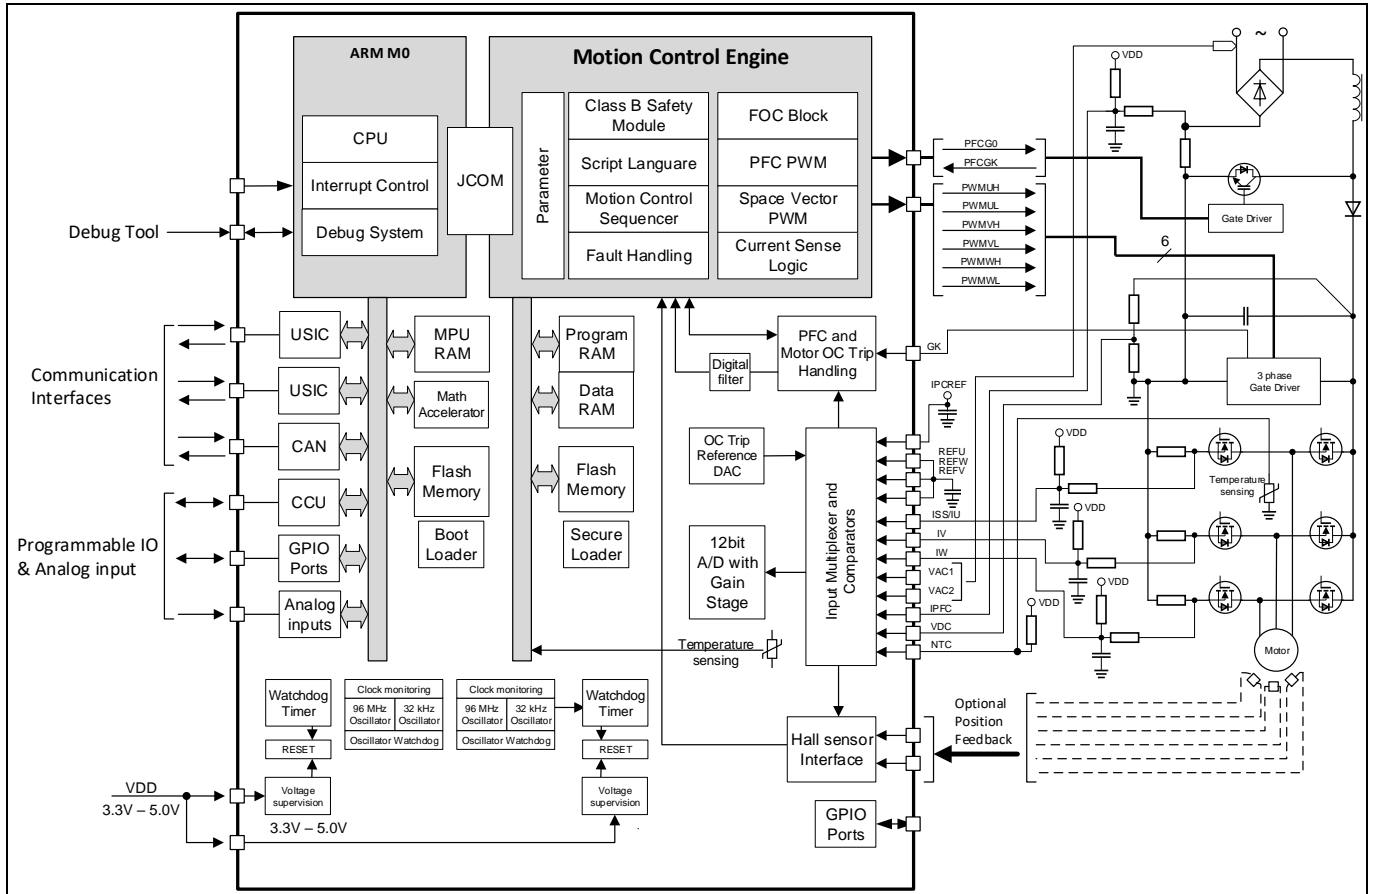 ARM M0
CPU
Interrupt Control
Debug System
JCOM
Motion Control Engine
Parameter
Class B Safety
Module
Script Languare
Motion Control
Sequencer
Fault Handling
FOC Block
PFC PWM
Space Vector
PWM
Current Sense
Logic
Debug Tool
Communication
Interfaces
Programmable IO
& Analog input
USIC
USIC
CAN
CCU
GPIO
Ports
Analog
inputs
MPU
RAM
Math
Accelerator
Flash
Memory
Boot
Loader
Program
RAM
Data
RAM
Flash
Memory
Secure
Loader
Digital
filter
PFC and
Motor OC Trip
Handling
OC Trip
Reference
DAC
12bit
A/D with
Gain
Stage
Input Multiplexer and
Comparators
Temperature
sensing
Hall sensor
Interface
GPIO
Ports
Watchdog
Timer
RESET
Voltage
supervision
Clock monitoring
96 MHz
Oscillator
32 kHz
Oscillator
Oscillator Watchdog
Clock monitoring
96 MHz
Oscillator
32 kHz
Oscillator
Oscillator Watchdog
Watchdog
Timer
RESET
Voltage
supervision
VDD
3.3V – 5.0V
3.3V – 5.0V
PFCG0
PFCGK
PWMUH
PWMUL
PWMVH
PWMVL
PWMWH
PWMWL
GK
IPCREF
REFU
REFW
REFV
ISS/IU
IV
IW
VAC1
VAC2
IPFC
VDC
NTC
VDD
~
Gate Driver
6
3 phase
Gate Driver
VDD
VDD
VDD
VDD
Temperature
sensing
Motor
Optional
Position
Feedback